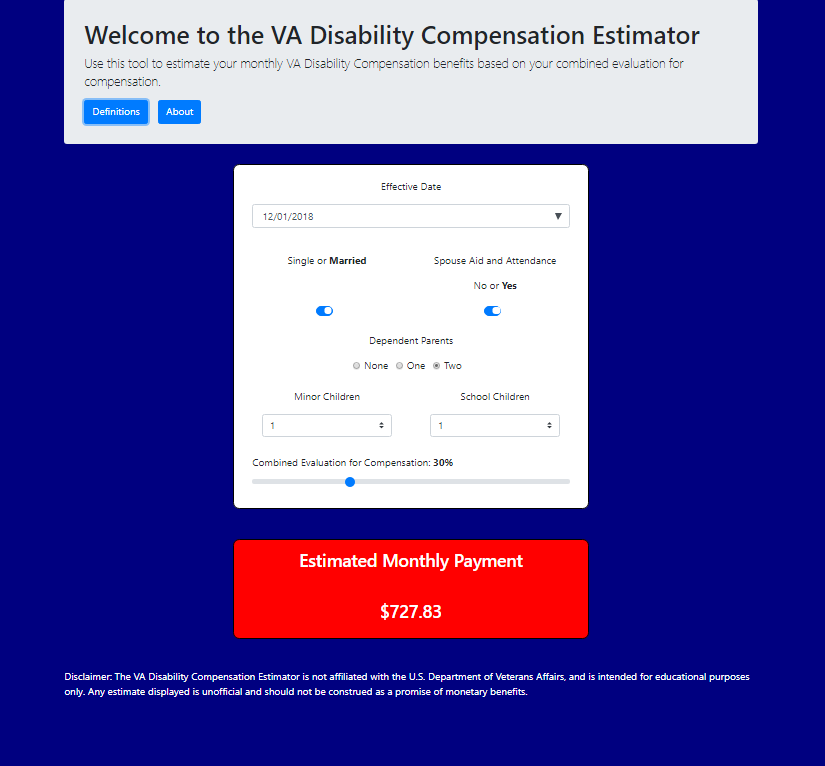 Welcome to the VA Disability Compensation Estimator
Use this tool to estimate your monthly VA Disability Compensation benefits based on your combined evaluation for
compensation.
Definitions About
Effective Date
12/01/2018
Single or Married Spouse Aid and Attendance
No or Yes
Dependent Parents
None One Two
Minor Children School Children
1 1
Combined Evaluation for Compensation: 30%
Estimated Monthly Payment
$727.83
Disclaimer: The VA Disability Compensation Estimator is not affiliated with the U.S. Department of Veterans Affairs, and is intended for educational purposes
only. Any estimate displayed is unofficial and should not be construed as a promise of monetary benefits.